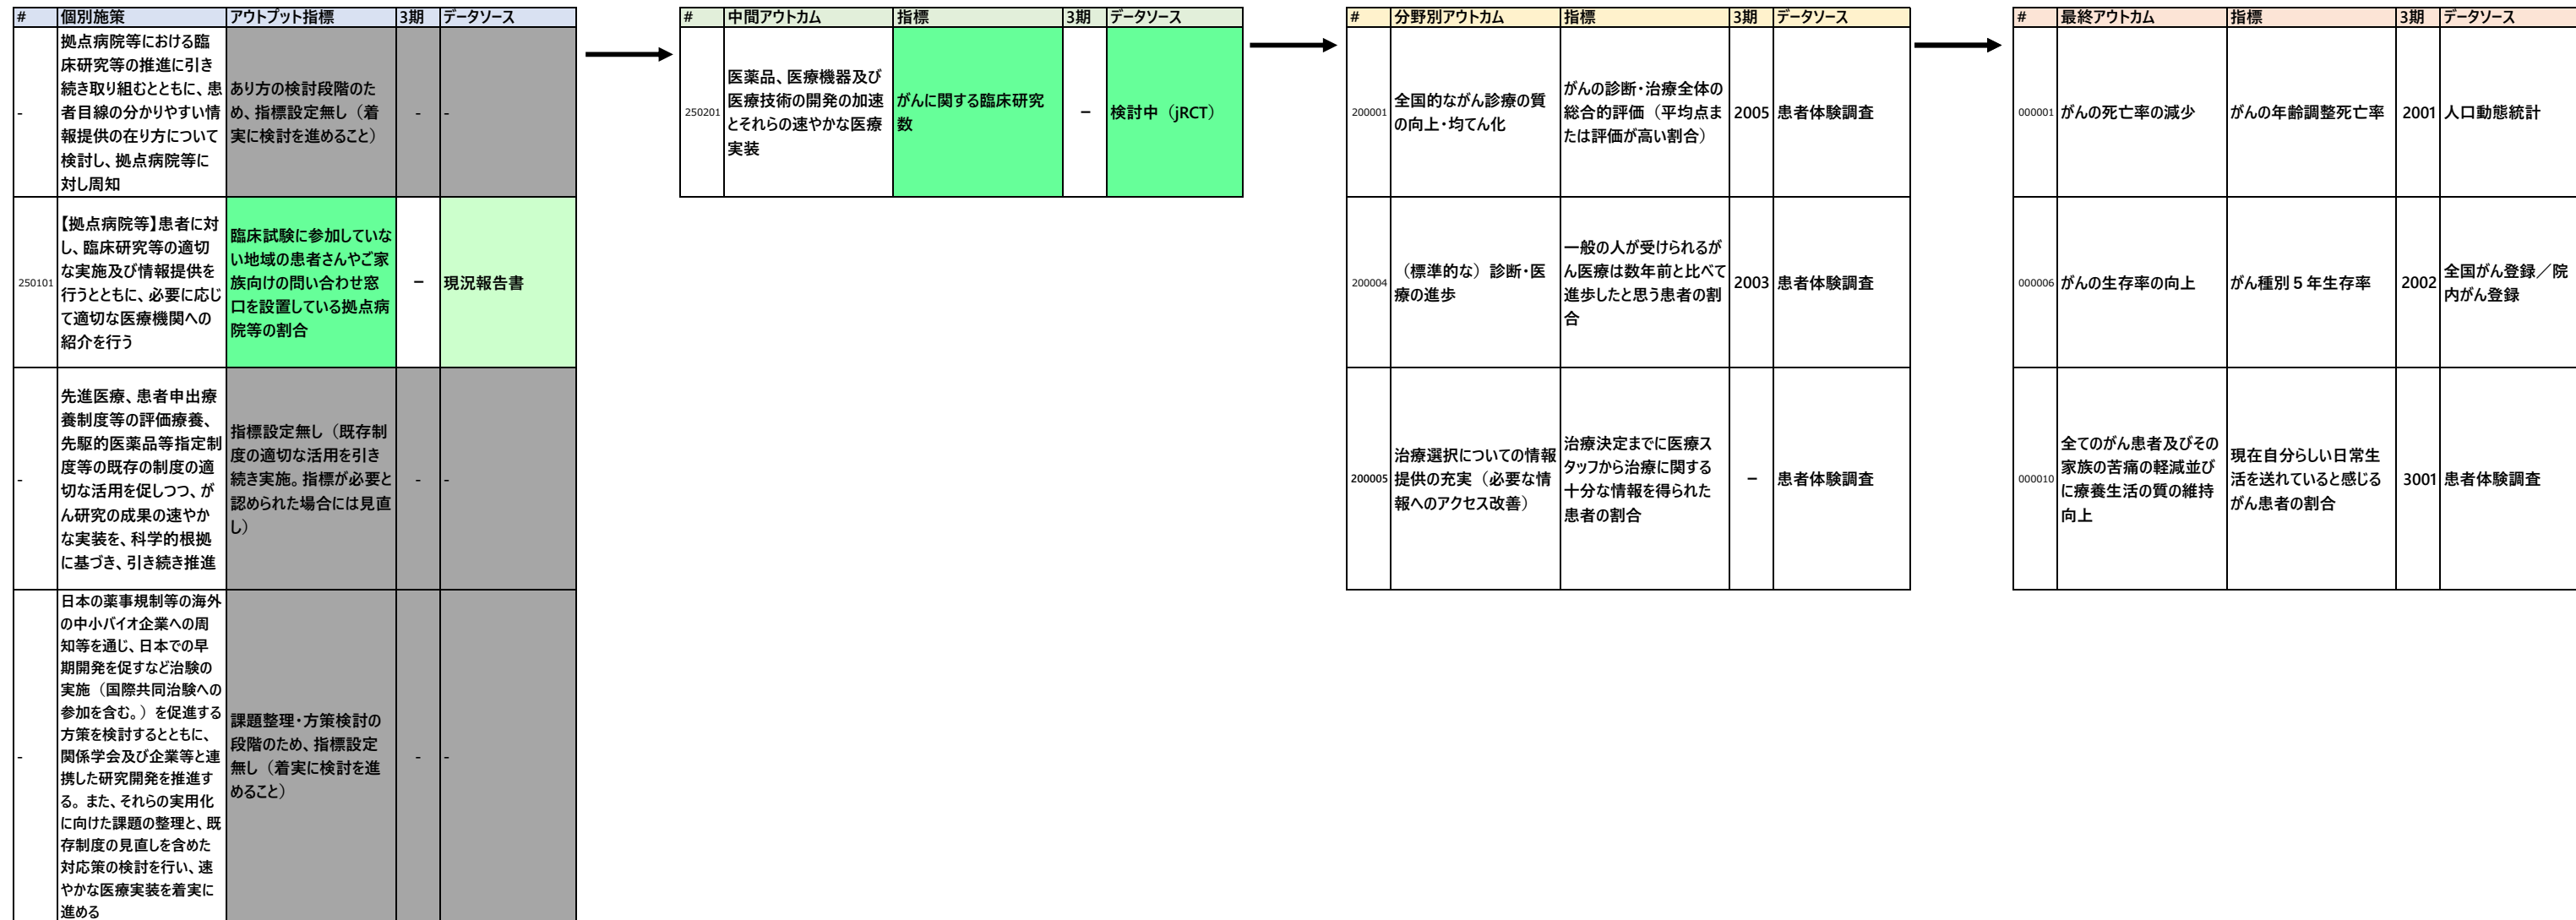 # 個別施策 アウトプット指標 3期 データソース
-
拠点病院等における臨
床研究等の推進に引き
続き取り組むとともに、患
者目線の分かりやすい情
報提供の在り方について
検討し、拠点病院等に
対し周知
あり方の検討段階のた
め、指標設定無し（着
実に検討を進めること）
-
-
250101
【拠点病院等】患者に対
し、臨床研究等の適切
な実施及び情報提供を
行うとともに、必要に応じ
て適切な医療機関への
紹介を行う
臨床試験に参加していな
い地域の患者さんやご家
族向けの問い合わせ窓
口を設置している拠点病
院等の割合
－
現況報告書
-
先進医療、患者申出療
養制度等の評価療養、
先駆的医薬品等指定制
度等の既存の制度の適
切な活用を促しつつ、が
ん研究の成果の速やか
な実装を、科学的根拠
に基づき、引き続き推進
指標設定無し（既存制
度の適切な活用を引き
続き実施。指標が必要と
認められた場合には見直
し）
-
-
-
日本の薬事規制等の海外
の中小バイオ企業への周
知等を通じ、日本での早
期開発を促すなど治験の
実施（国際共同治験への
参加を含む。）を促進する
方策を検討するとともに、
関係学会及び企業等と連
携した研究開発を推進す
る。また、それらの実用化
に向けた課題の整理と、既
存制度の見直しを含めた
対応策の検討を行い、速
やかな医療実装を着実に
進める
課題整理・方策検討の
段階のため、指標設定
無し（着実に検討を進
めること）
-
-
# 中間アウトカム 指標 3期 データソース
250201
医薬品、医療機器及び
医療技術の開発の加速
とそれらの速やかな医療
実装
がんに関する臨床研究
数
－
検討中（jRCT）
# 分野別アウトカム 指標 3期 データソース
200001
全国的ながん診療の質
の向上・均てん化
がんの診断・治療全体の
総合的評価（平均点ま
たは評価が高い割合）
2005
患者体験調査
200004
（標準的な）診断・医
療の進歩
一般の人が受けられるが
ん医療は数年前と比べて
進歩したと思う患者の割
合
2003
患者体験調査
200005
治療選択についての情報
提供の充実（必要な情
報へのアクセス改善）
治療決定までに医療ス
タッフから治療に関する
十分な情報を得られた
患者の割合
－
患者体験調査
# 最終アウトカム 指標 3期 データソース
000001
がんの死亡率の減少
がんの年齢調整死亡率
2001
人口動態統計
000006
がんの生存率の向上
がん種別５年生存率
2002
全国がん登録／院
内がん登録
000010
全てのがん患者及びその
家族の苦痛の軽減並び
に療養生活の質の維持
向上
現在自分らしい日常生
活を送れていると感じる
がん患者の割合
3001
患者体験調査